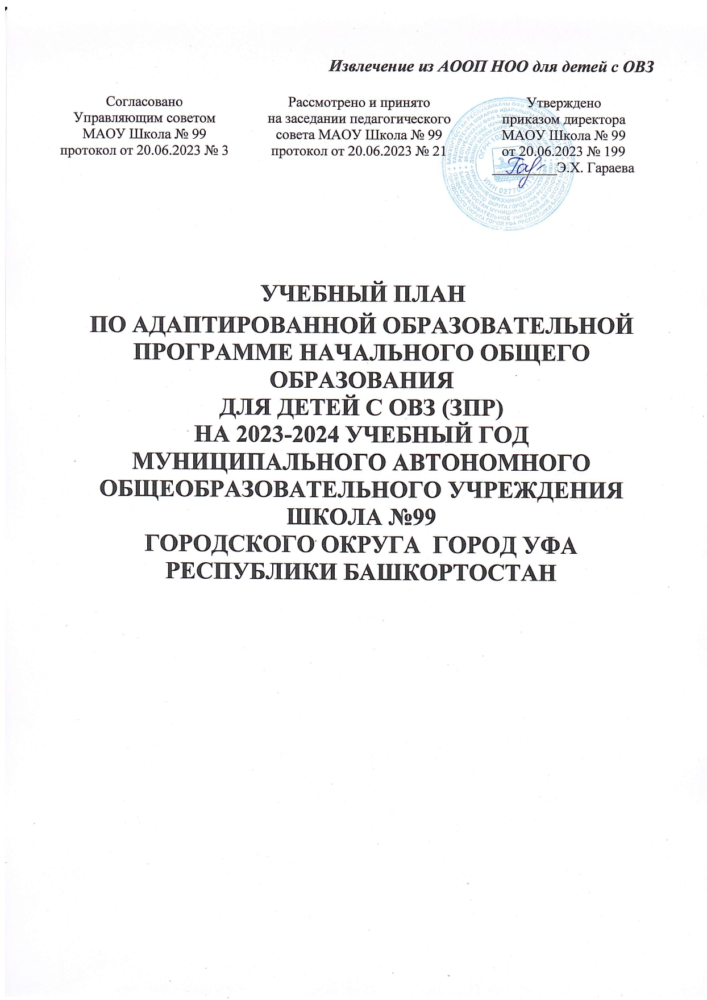 Извлечение из АООП НОО для детей с ОВЗ
Согласовано
Управляющим советом
МАОУ Школа № 99
протокол от 20.06.2023 № 3
Рассмотрено и принято
на заседании педагогического
совета МАОУ Школа № 99
протокол от 20.06.2023 № 21
Утверждено
приказом директора
МАОУ Школа № 99
от 20.06.2023 № 199
Э.Х. Гараева
УЧЕБНЫЙ ПЛАН
ПО АДАПТИРОВАННОЙ ОБРАЗОВАТЕЛЬНОЙ
ПРОГРАММЕ НАЧАЛЬНОГО ОБЩЕГО
ОБРАЗОВАНИЯ
ДЛЯ ДЕТЕЙ С ОВЗ (ЗПР)
НА 2023-2024 УЧЕБНЫЙ ГОД
МУНИЦИПАЛЬНОГО АВТОНОМНОГО
ОБЩЕОБРАЗОВАТЕЛЬНОГО УЧРЕЖДЕНИЯ
ШКОЛА №99
ГОРОДСКОГО ОКРУГА ГОРОД УФА
РЕСПУБЛИКИ БАШКОРТОСТАН